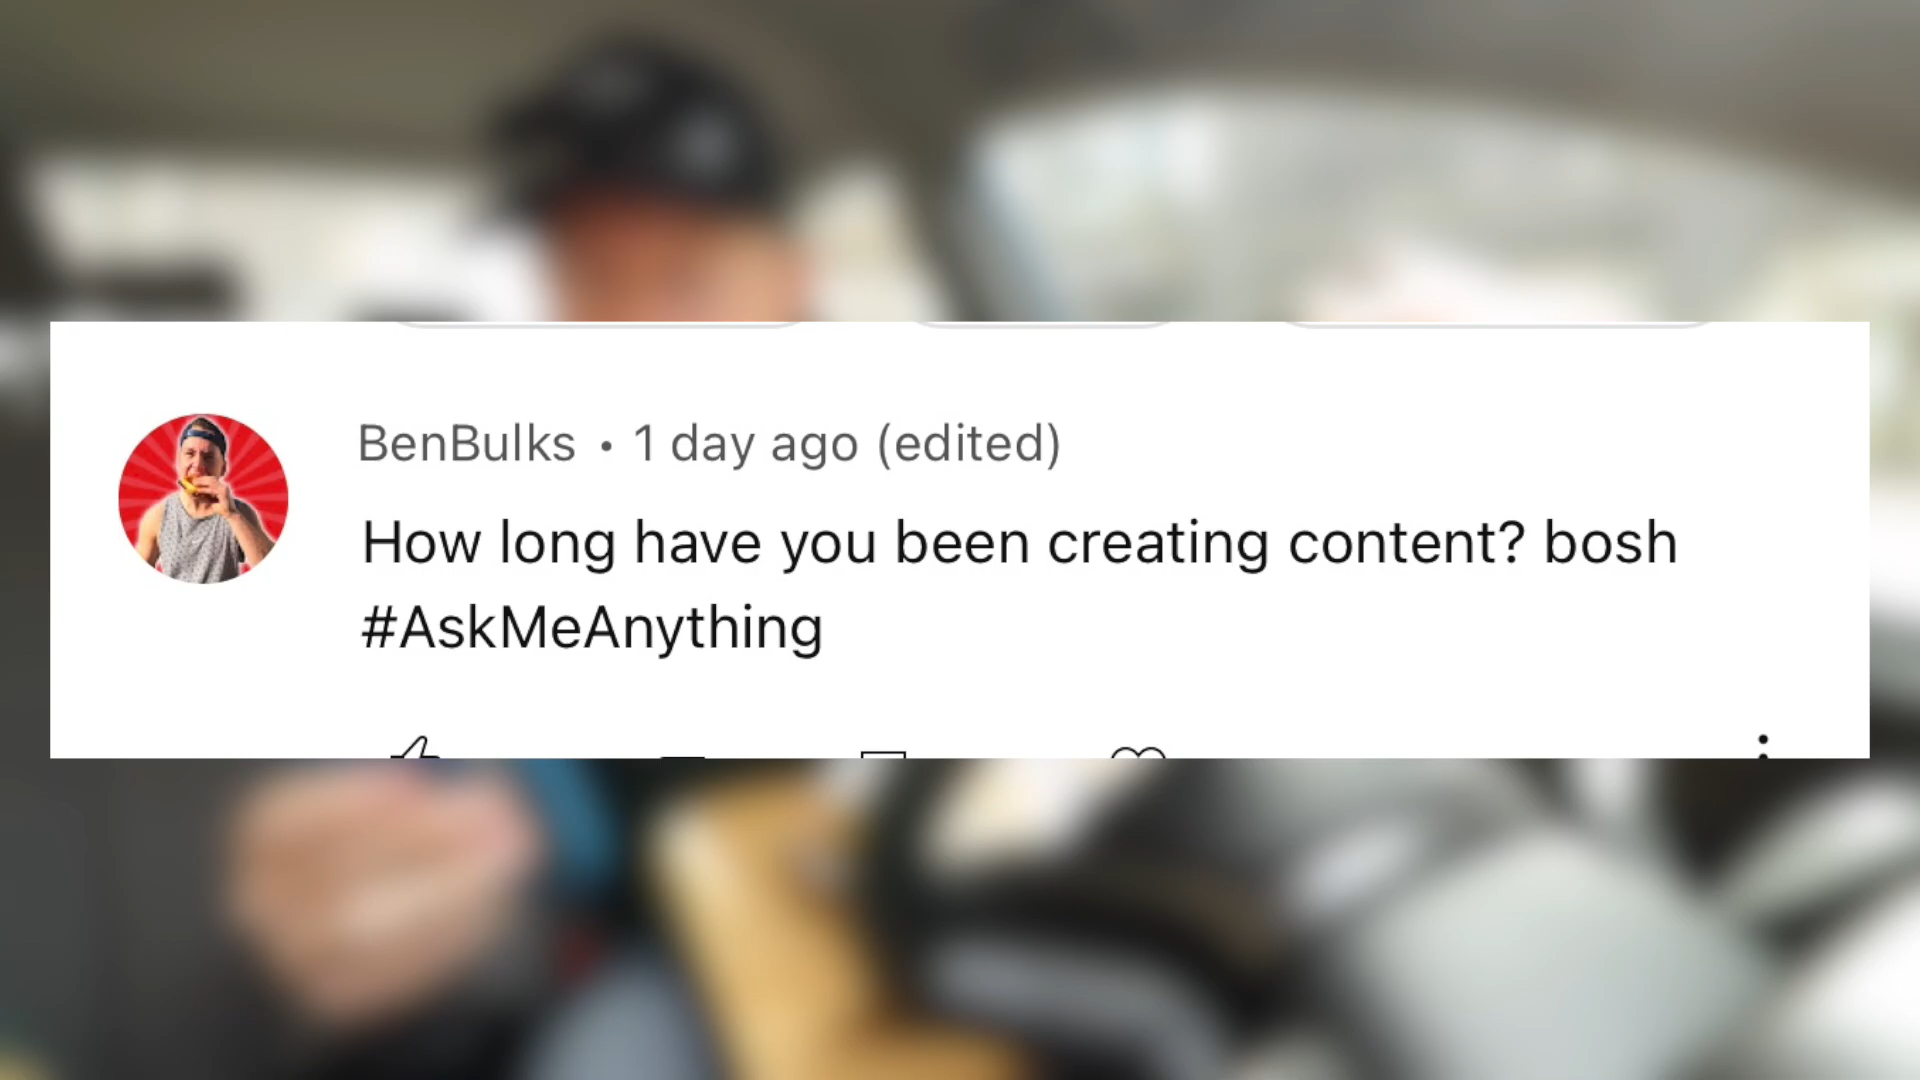 BenBulks • 1 day ago (edited)
How long have you been creating content? bosh
#AskMeAnything